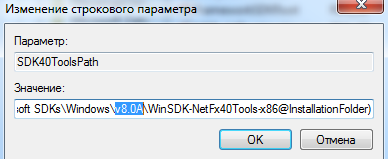 Изменение строкового параметра
Параметр:
SDK40ToolsPath
Значение:
oft SDKs\Windows\v8.0A\WinSDK-NetFx40Tools-x86@InstallationFolder)
OK
Отмена